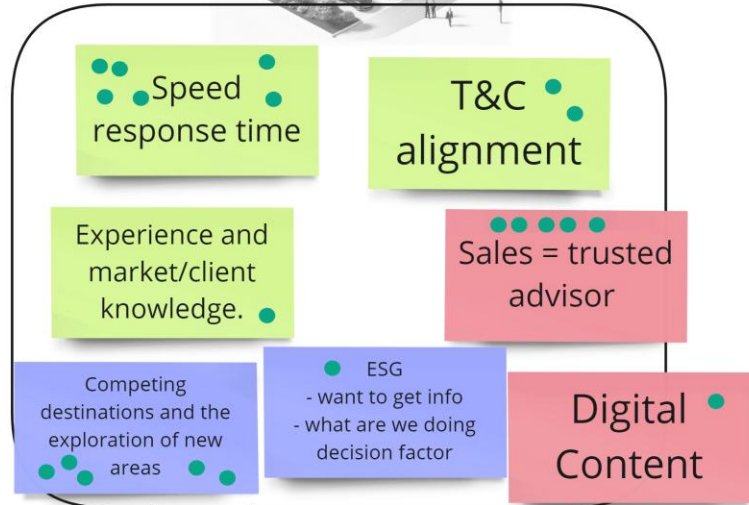 Speed
response time
T&C
alignment
Experience and
market/client
knowledge.
Sales = trusted
advisor
Competing
destinations and the
exploration of new
areas
ESG
- want to get info
- what are we doing
decision factor
Digital
Content